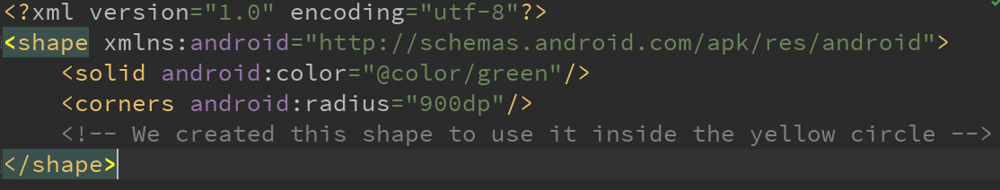 <?xml version="1.0" encoding="utf-8"?>
<shape xmlns:android="http://schemas.android.com/apk/res/android">
    <solid android:color="@color/green"/>
    <corners android:radius="900dp"/>
    <!-- We created this shape to use it inside the yellow circle -->
</shape>